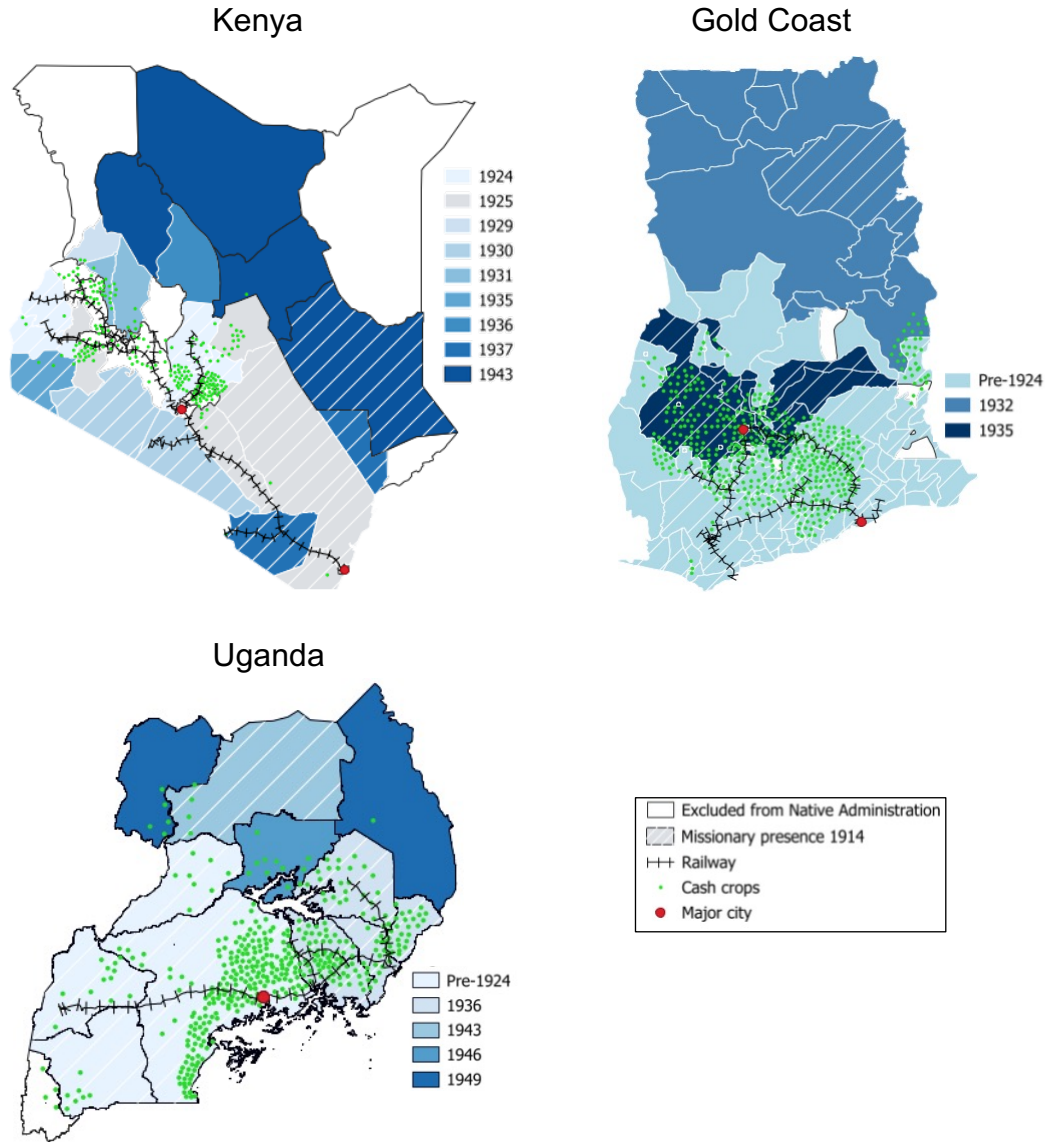 Kenya
1924
1925
1929
1930
1931
1935
1936
1937
1943
Gold Coast
Pre-1924
1932
1935
Uganda
Pre-1924
1936
1943
1946
1949
Excluded from Native Administration
Missionary presence 1914
Railway
Cash crops
Major city